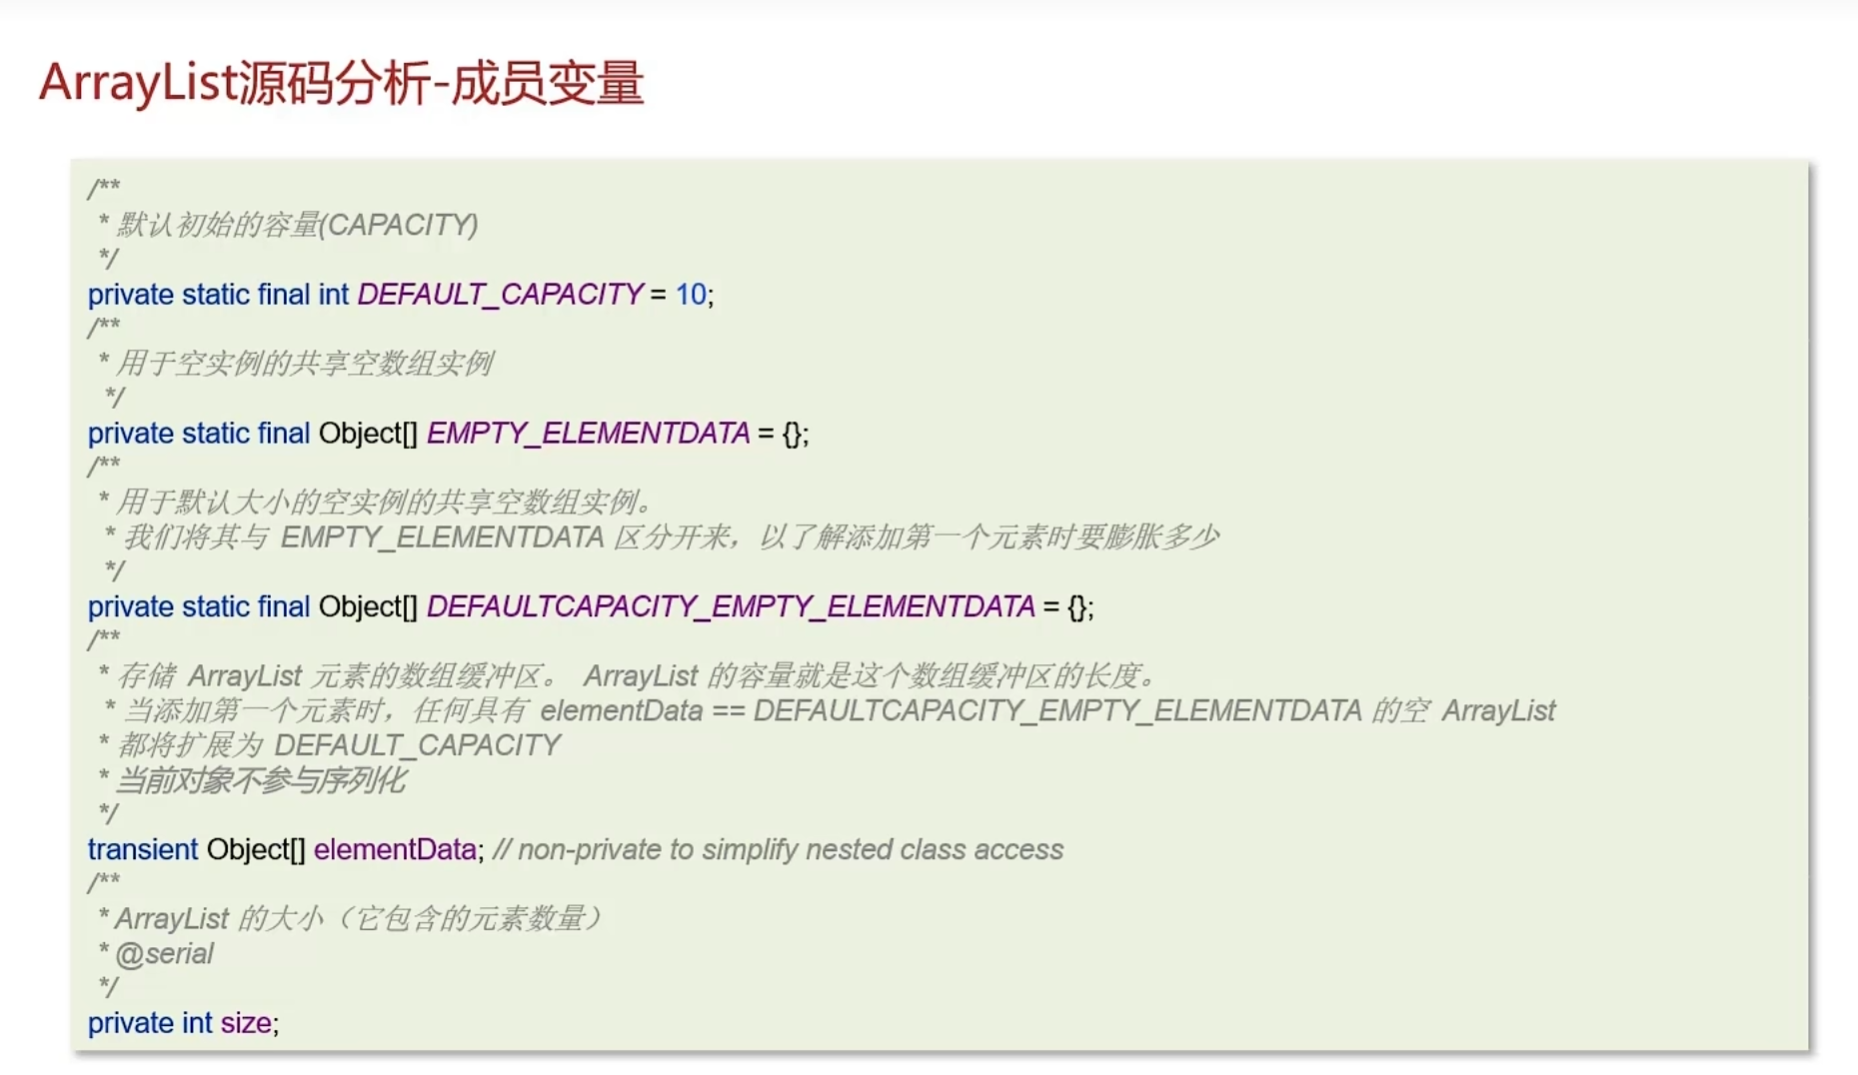 ArrayList源码分析-成员变量
/**
* 默认初始的容量(CAPACITY)
*/
private static final int DEFAULT_CAPACITY = 10;
/**
* 用于空实例的共享空数组实例
*/
private static final Object[] EMPTY_ELEMENTDATA = {};
/**
* 用于默认大小的空实例的共享空数组实例。
* 我们将其与 EMPTY_ELEMENTDATA 区分开来，以了解添加第一个元素时要膨胀多少
*/
private static final Object[] DEFAULTCAPACITY_EMPTY_ELEMENTDATA = {};
/**
* 存储 ArrayList 元素的数组缓冲区。 ArrayList 的容量就是这个数组缓冲区的长度。
* 当添加第一个元素时，任何具有 elementData == DEFAULTCAPACITY_EMPTY_ELEMENTDATA 的空 ArrayList
* 都将扩展为 DEFAULT_CAPACITY
* 当前对象不参与序列化
*/
transient Object[] elementData; // non-private to simplify nested class access
/**
* ArrayList 的大小（它包含的元素数量）
* @serial
*/
private int size;